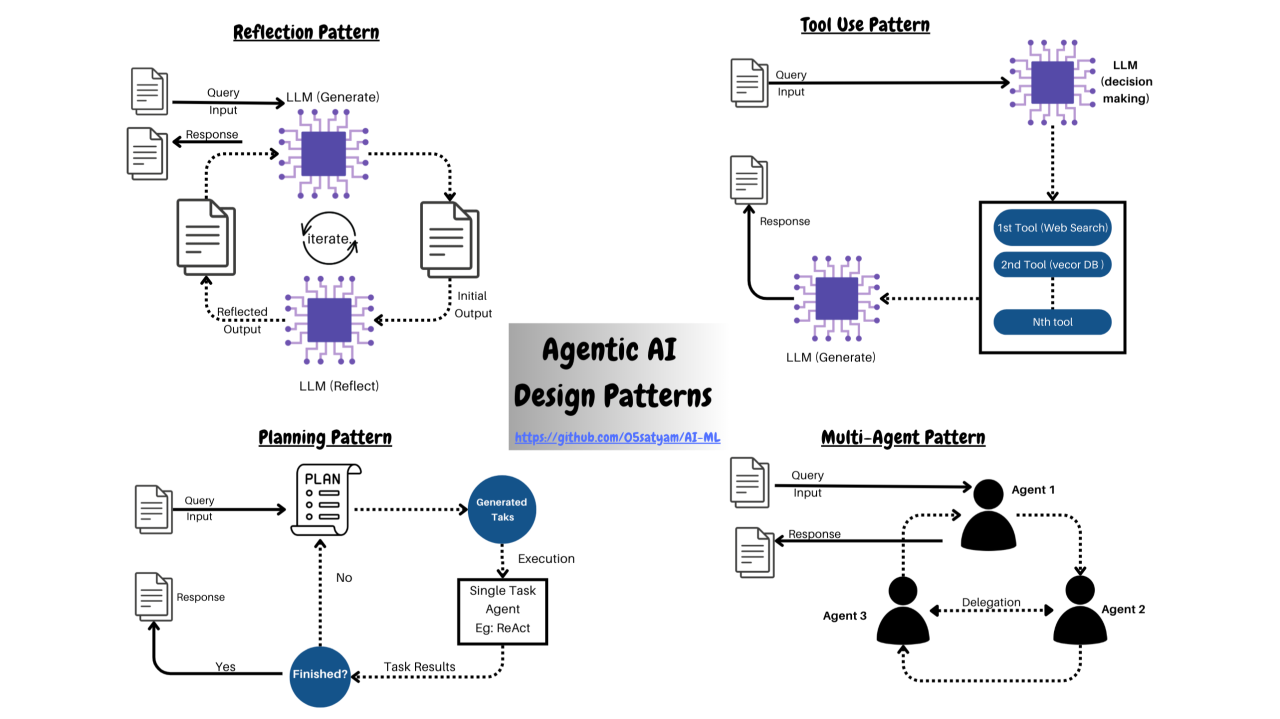 Reflection Pattern
Query
Input
LLM (Generate)
Response
iterate.
Reflected
Output
Initial
Output
LLM (Reflect)
Tool Use Pattern
Query
Input
LLM
(decision
making)
Response
1st Tool (Web Search)
2nd Tool (vecor DB )
Nth tool
LLM (Generate)
Agentic AI
Design Patterns
https://github.com/05satyam/AI-ML
Planning Pattern
Query
Input
PLAN
Generated
Taks
Execution
No
Single Task
Agent
Eg: ReAct
Response
Yes
Finished?
Task Results
Multi-Agent Pattern
Query
Input
Agent 1
Response
Agent 3
Delegation
Agent 2